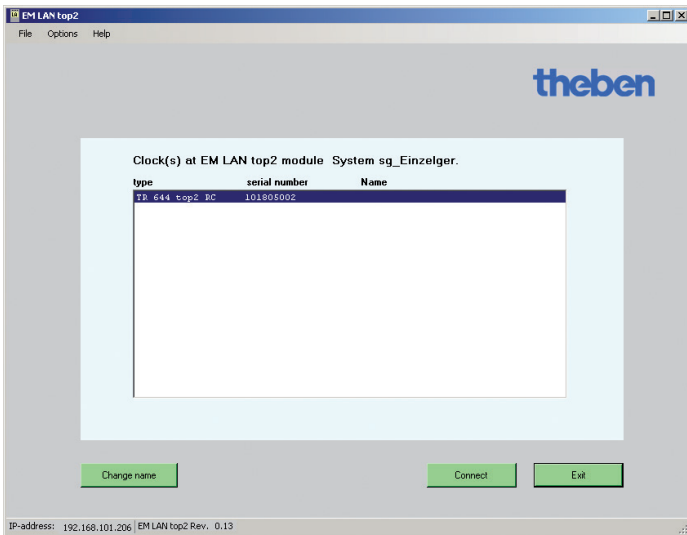 EM LAN top2
File Options Help
theben
Clock(s) at EM LAN top2 module System sg_Einzelger.
type serial number Name
TR 644 top2 RC 101805002
Change name Connect Exit
IP-address: 192.168.101.206 EM LAN top2 Rev. 0.13